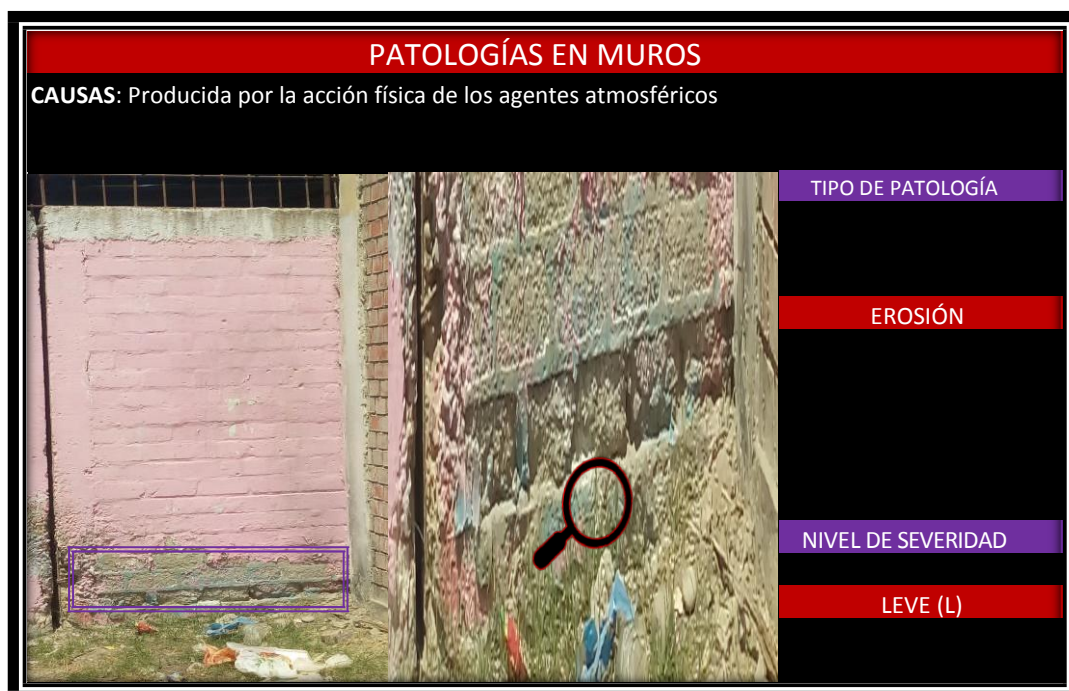 PATOLOGÍAS EN MUROS
CAUSAS: Producida por la acción física de los agentes atmosféricos
TIPO DE PATOLOGÍA
EROSIÓN
NIVEL DE SEVERIDAD
LEVE (L)